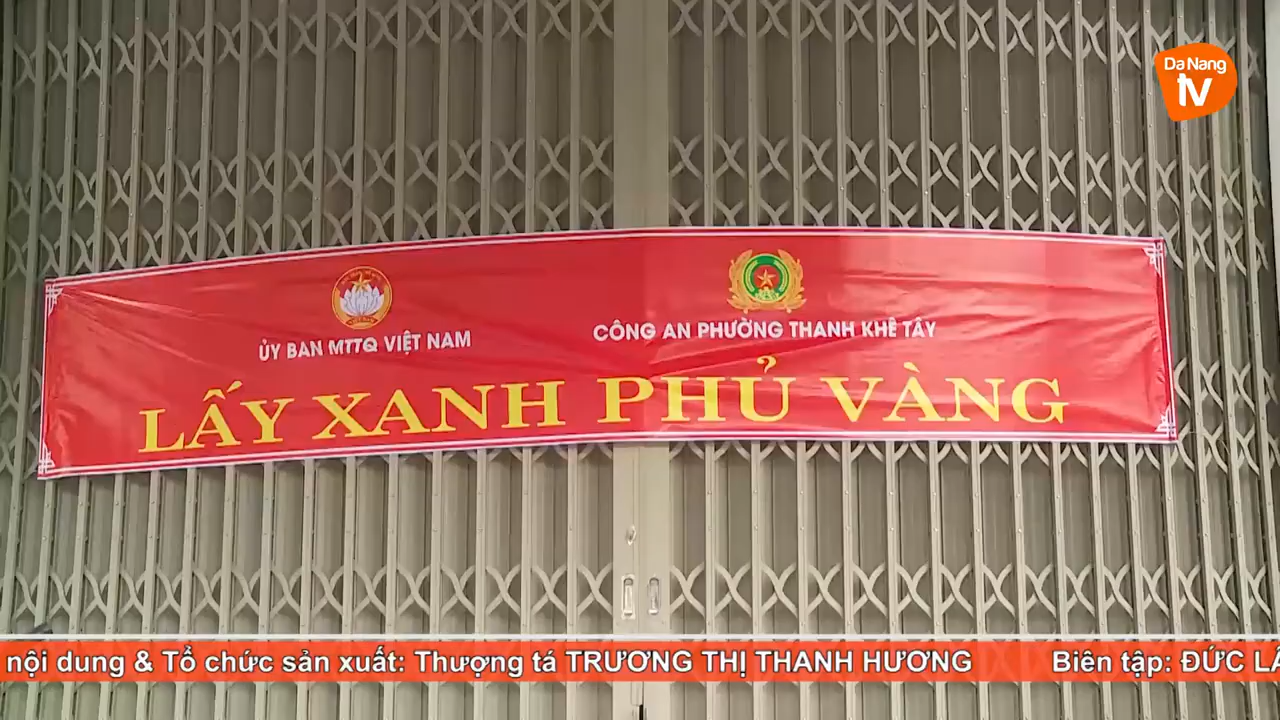 Da Nang
tv
ỦY BAN MTTQ VIỆT NAM
CÔNG AN PHƯỜNG THANH KHÊ TÂY
LẤY XANH PHỦ VÀNG
nội dung & Tổ chức sản xuất: Thượng tá TRƯƠNG THỊ THANH HƯƠNG
Biên tập: ĐỨC LÂ